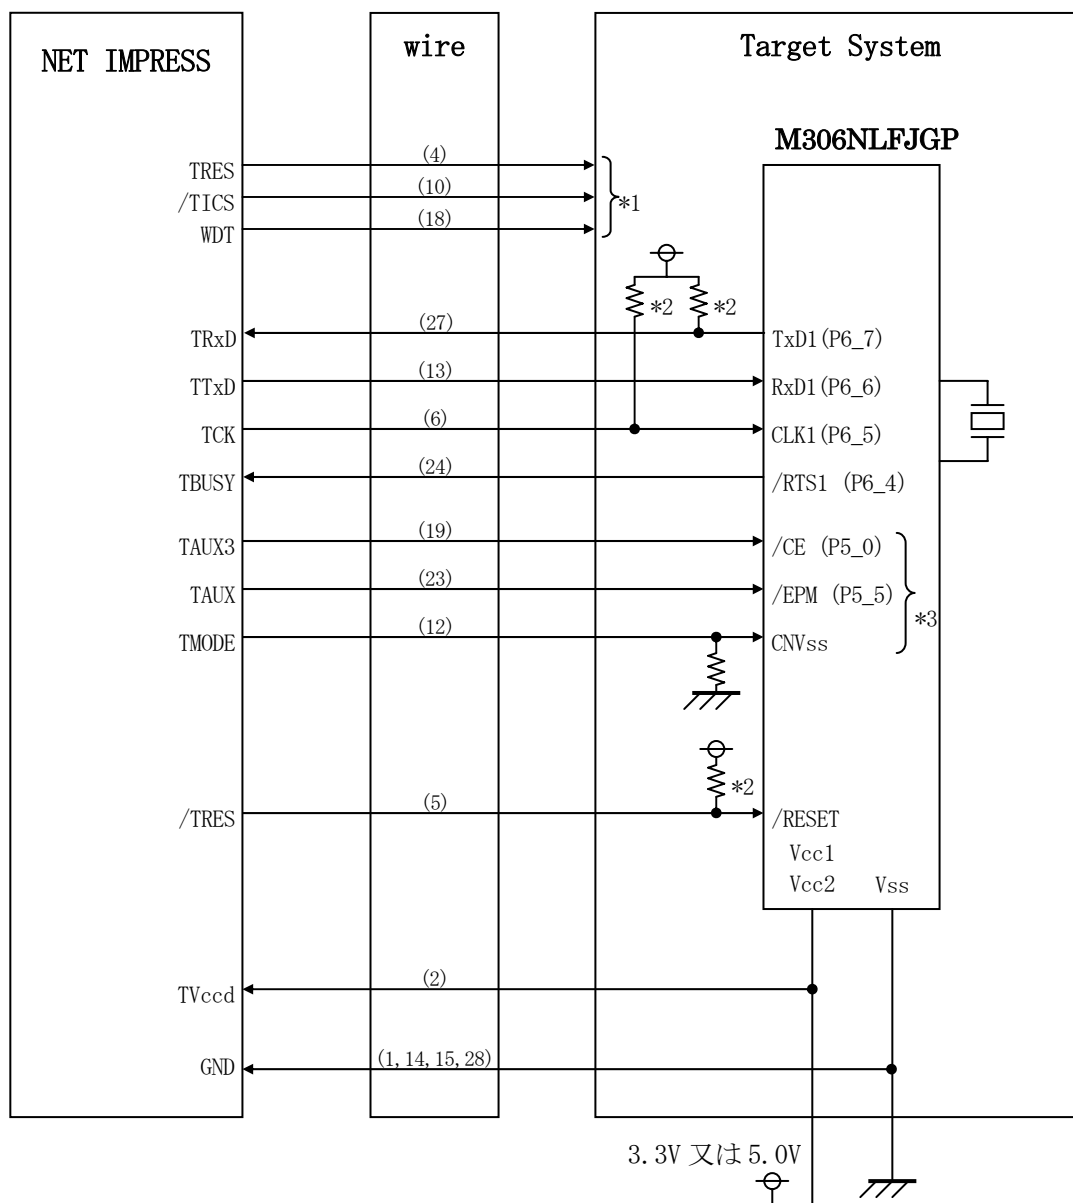 NET IMPRESS
wire
Target System
M306NLFJGP
TRES (4)
/TICS (10)
WDT (18)
*1
*2 *2
TRxD (27) TxD1(P6_7)
TTxD (13) RxD1(P6_6)
TCK (6) CLK1(P6_5)
TBUSY (24) /RTS1 (P6_4)
TAUX3 (19) /CE (P5_0)
TAUX (23) /EPM (P5_5)
*3
TMODE (12) CNVss
*2
/TRES (5) /RESET
Vcc1
Vcc2 Vss
TVccd (2)
GND (1,14,15,28)
3.3V 又は 5.0V